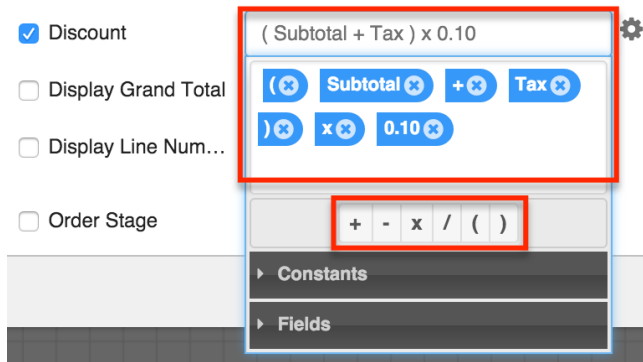 Discount
( Subtotal + Tax ) x 0.10
Display Grand Total
( Subtotal + Tax
) x 0.10
Display Line Num…
Order Stage
+ - x / ( )
Constants
Fields